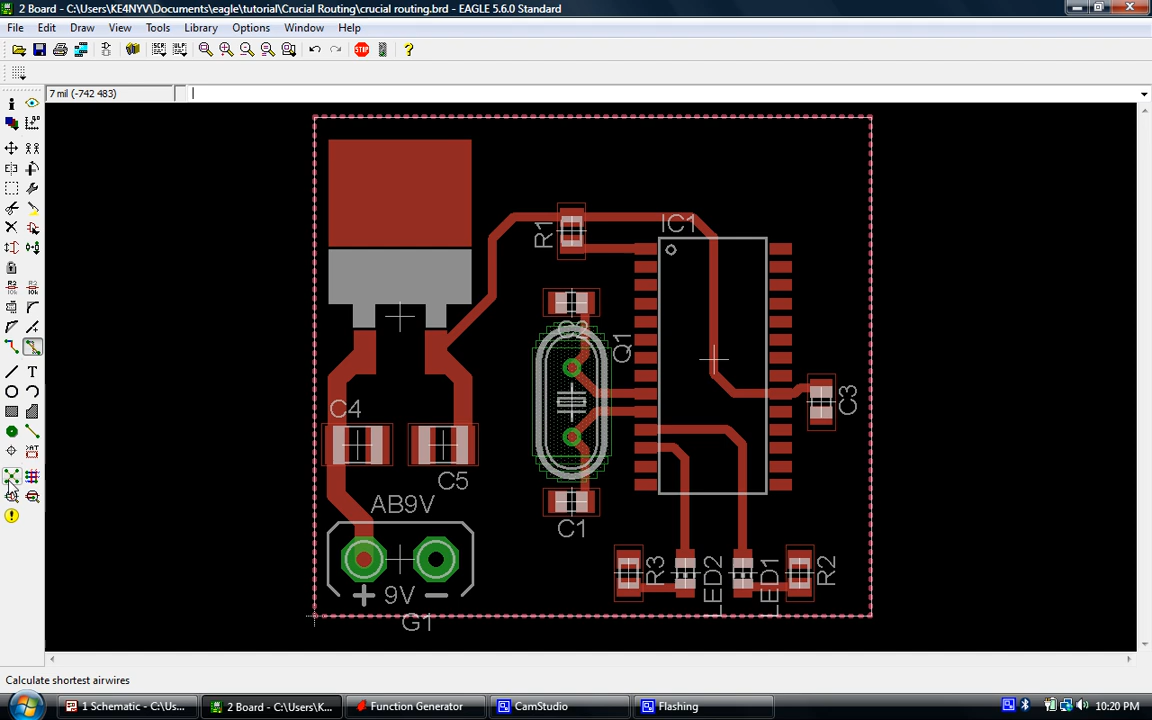 2 Board - C:\Users\KE4NYV\Documents\eagle\tutorial\Crucial Routing\crucial routing.brd - EAGLE 5.6.0 Standard
File Edit Draw View Tools Library Options Window Help
7 mil (-742 483)
R1
IC1
C2
Q1
C4
C3
C5
AB9V
C1
R3
LED2
LED1
R2
+ 9V −
G1
Calculate shortest airwires
1 Schematic - C:\Us...
2 Board - C:\Users\K...
Function Generator
CamStudio
Flashing
10:20 PM